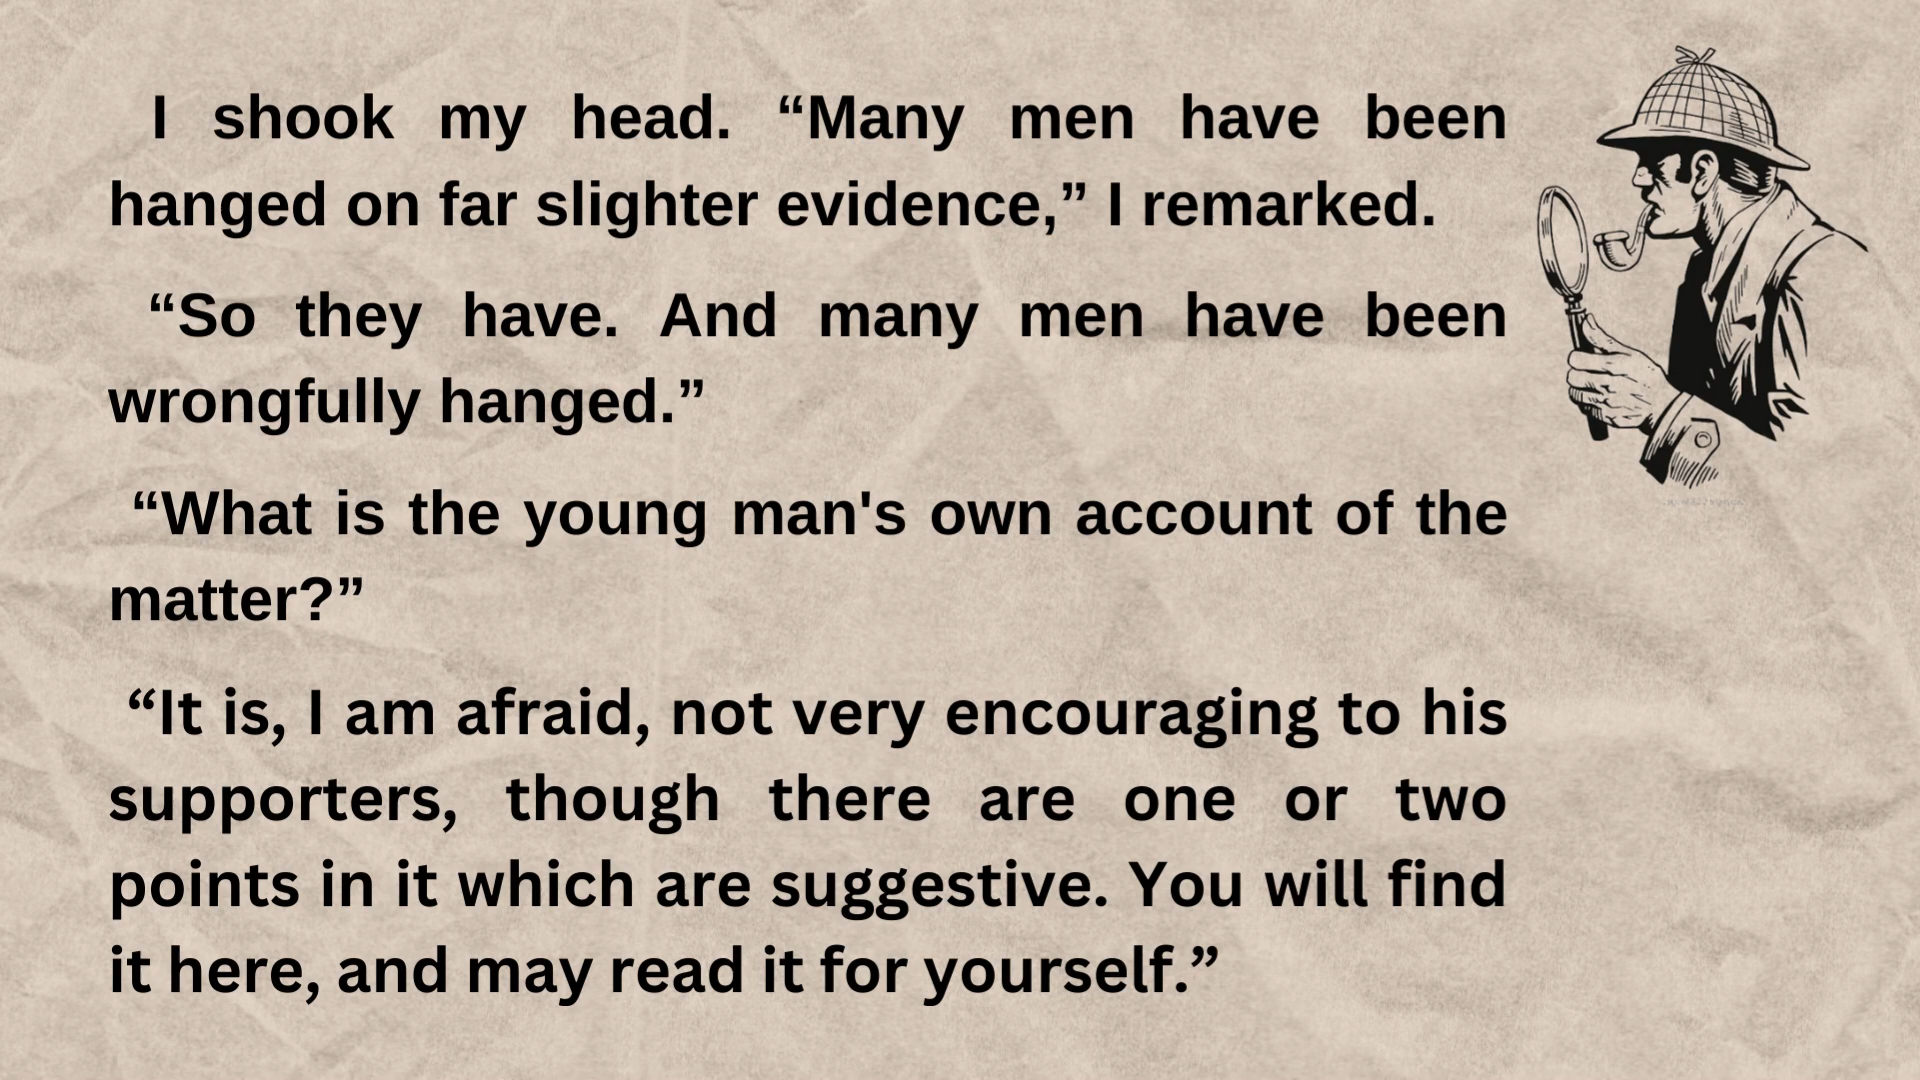 I shook my head. “Many men have been
hanged on far slighter evidence,” I remarked.
“So they have. And many men have been
wrongfully hanged.”
“What is the young man's own account of the
matter?”
“It is, I am afraid, not very encouraging to his
supporters, though there are one or two
points in it which are suggestive. You will find
it here, and may read it for yourself.”